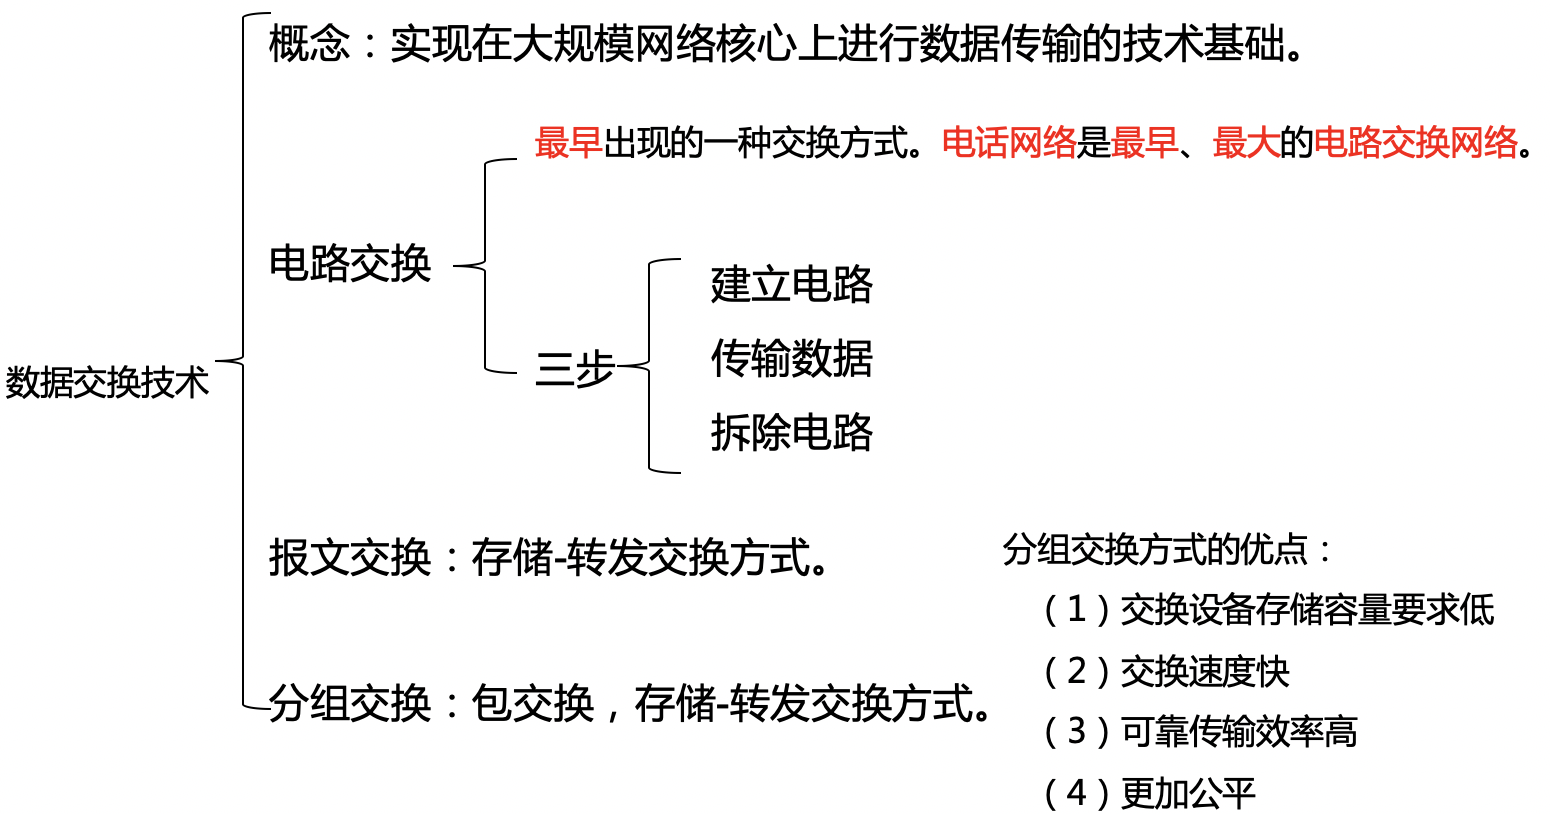 概念：实现在大规模网络核心上进行数据传输的技术基础。
最早出现的一种交换方式。电话网络是最早、最大的电路交换网络。
电路交换
建立电路
传输数据
三步
数据交换技术
拆除电路
报文交换：存储-转发交换方式。
分组交换：包交换，存储-转发交换方式。
分组交换方式的优点：
（1）交换设备存储容量要求低
（2）交换速度快
（3）可靠传输效率高
（4）更加公平